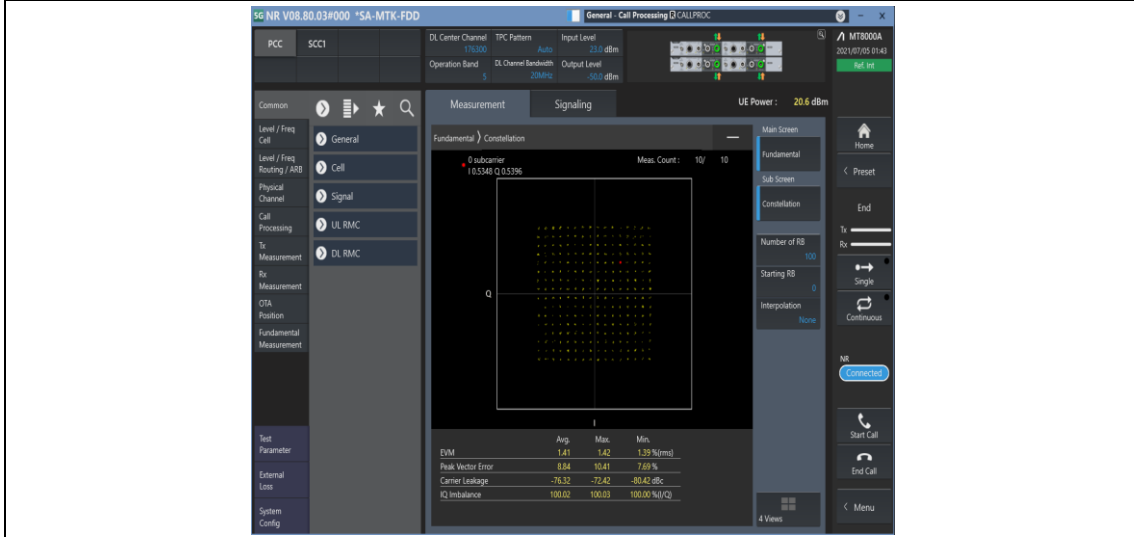 SG NR V08.80.03#000 *SA-MTK-FDD
General - Call Processing CALLPROC
PCC SCC1
DL Center Channel TPC Pattern Input Level
176300 Auto 23.0 dBm
Operation Band DL Channel Bandwidth Output Level
5 20MHz -50.0 dBm
MT8000A
2021/07/05 01:43
Ref. Int
Common
Level / Freq
Cell
Level / Freq
Routing / ARB
Physical
Channel
Call
Processing
Tx
Measurement
Rx
Measurement
OTA
Position
Fundamental
Measurement
Test
Parameter
External
Loss
System
Config
General
Cell
Signal
UL RMC
DL RMC
Measurement Signaling
UE Power : 20.6 dBm
Fundamental Constellation
0 subcarrier Meas. Count : 10/ 10
I 0.5348 Q 0.5396
Q
I
Avg. Max. Min.
EVM 1.41 1.42 1.39 %(rms)
Peak Vector Error 8.84 10.41 7.69 %
Carrier Leakage -76.32 -72.42 -80.42 dBc
IQ Imbalance 100.02 100.03 100.00 %(I/Q)
Main Screen
Fundamental
Sub Screen
Constellation
Number of RB
100
Starting RB
0
Interpolation
None
4 Views
Home
Preset
End
Tx
Rx
Single
Continuous
NR
Connected
Start Call
End Call
Menu